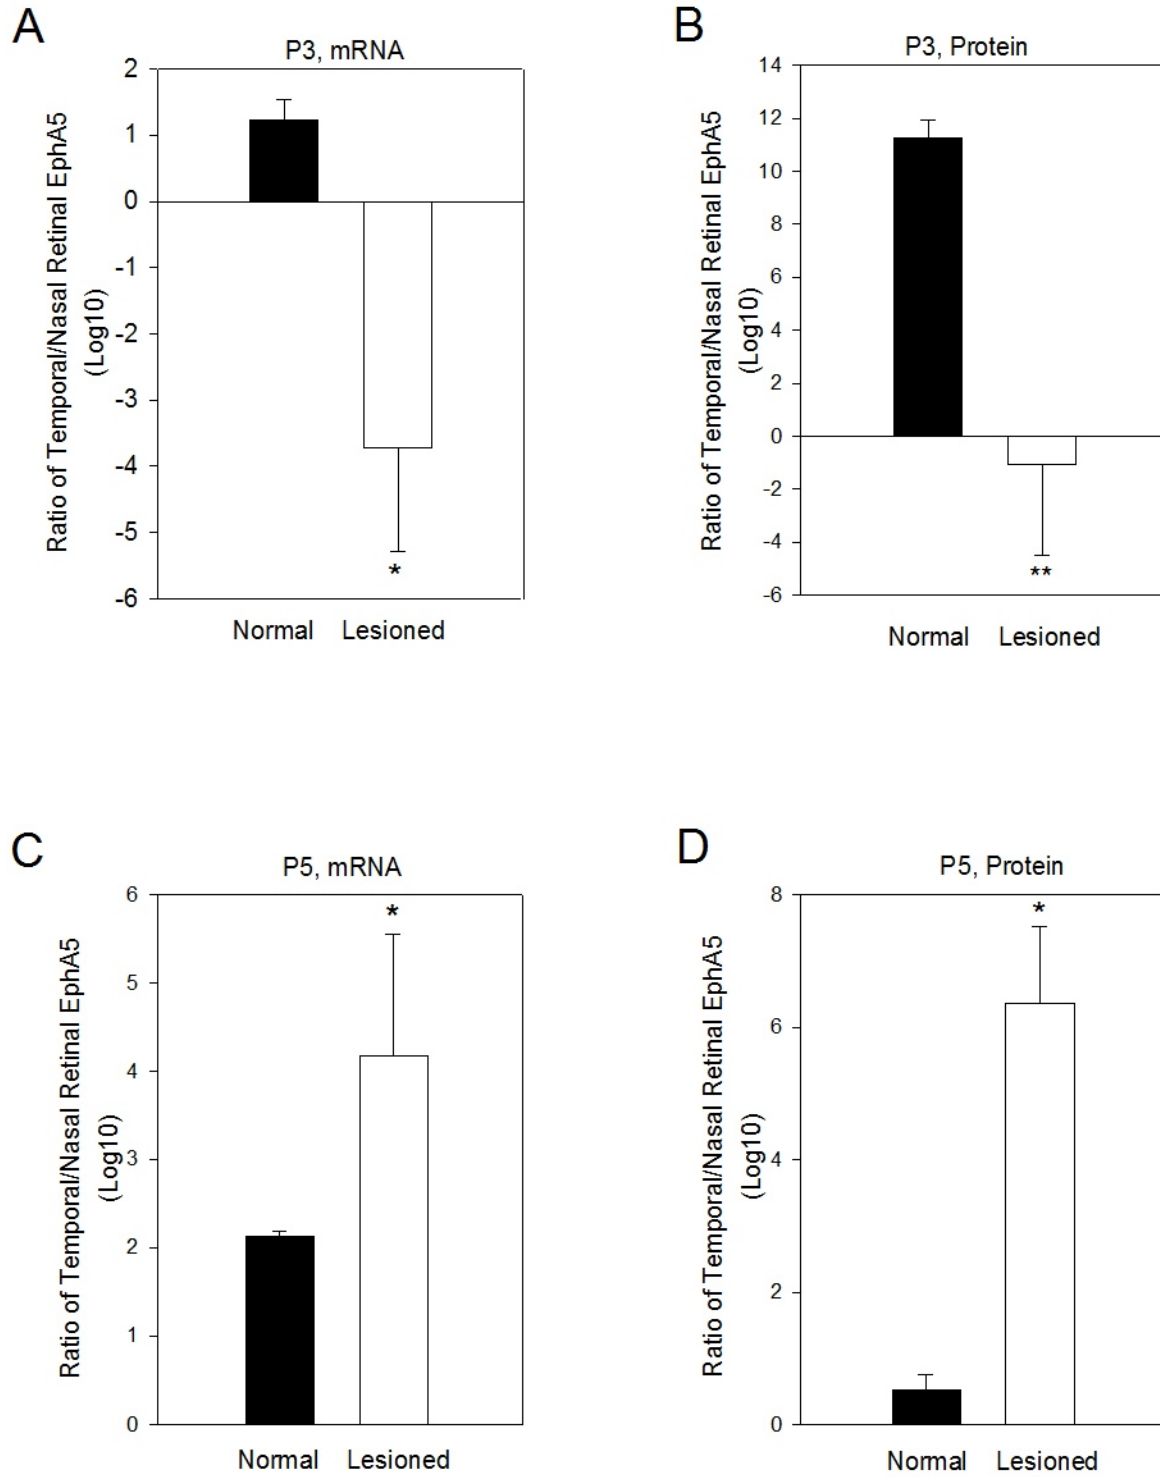 A
P3, mRNA
Ratio of Temporal/Nasal Retinal EphA5
(Log10)
2
1
0
-1
-2
-3
-4
-5
-6
*
Normal Lesioned
B
P3, Protein
Ratio of Temporal/Nasal Retinal EphA5
(Log10)
14
12
10
8
6
4
2
0
-2
-4
-6
**
Normal Lesioned
C
P5, mRNA
Ratio of Temporal/Nasal Retinal EphA5
(Log10)
6
5
4
3
2
1
0
*
Normal Lesioned
D
P5, Protein
Ratio of Temporal/Nasal Retinal EphA5
(Log10)
8
6
4
2
0
*
Normal Lesioned